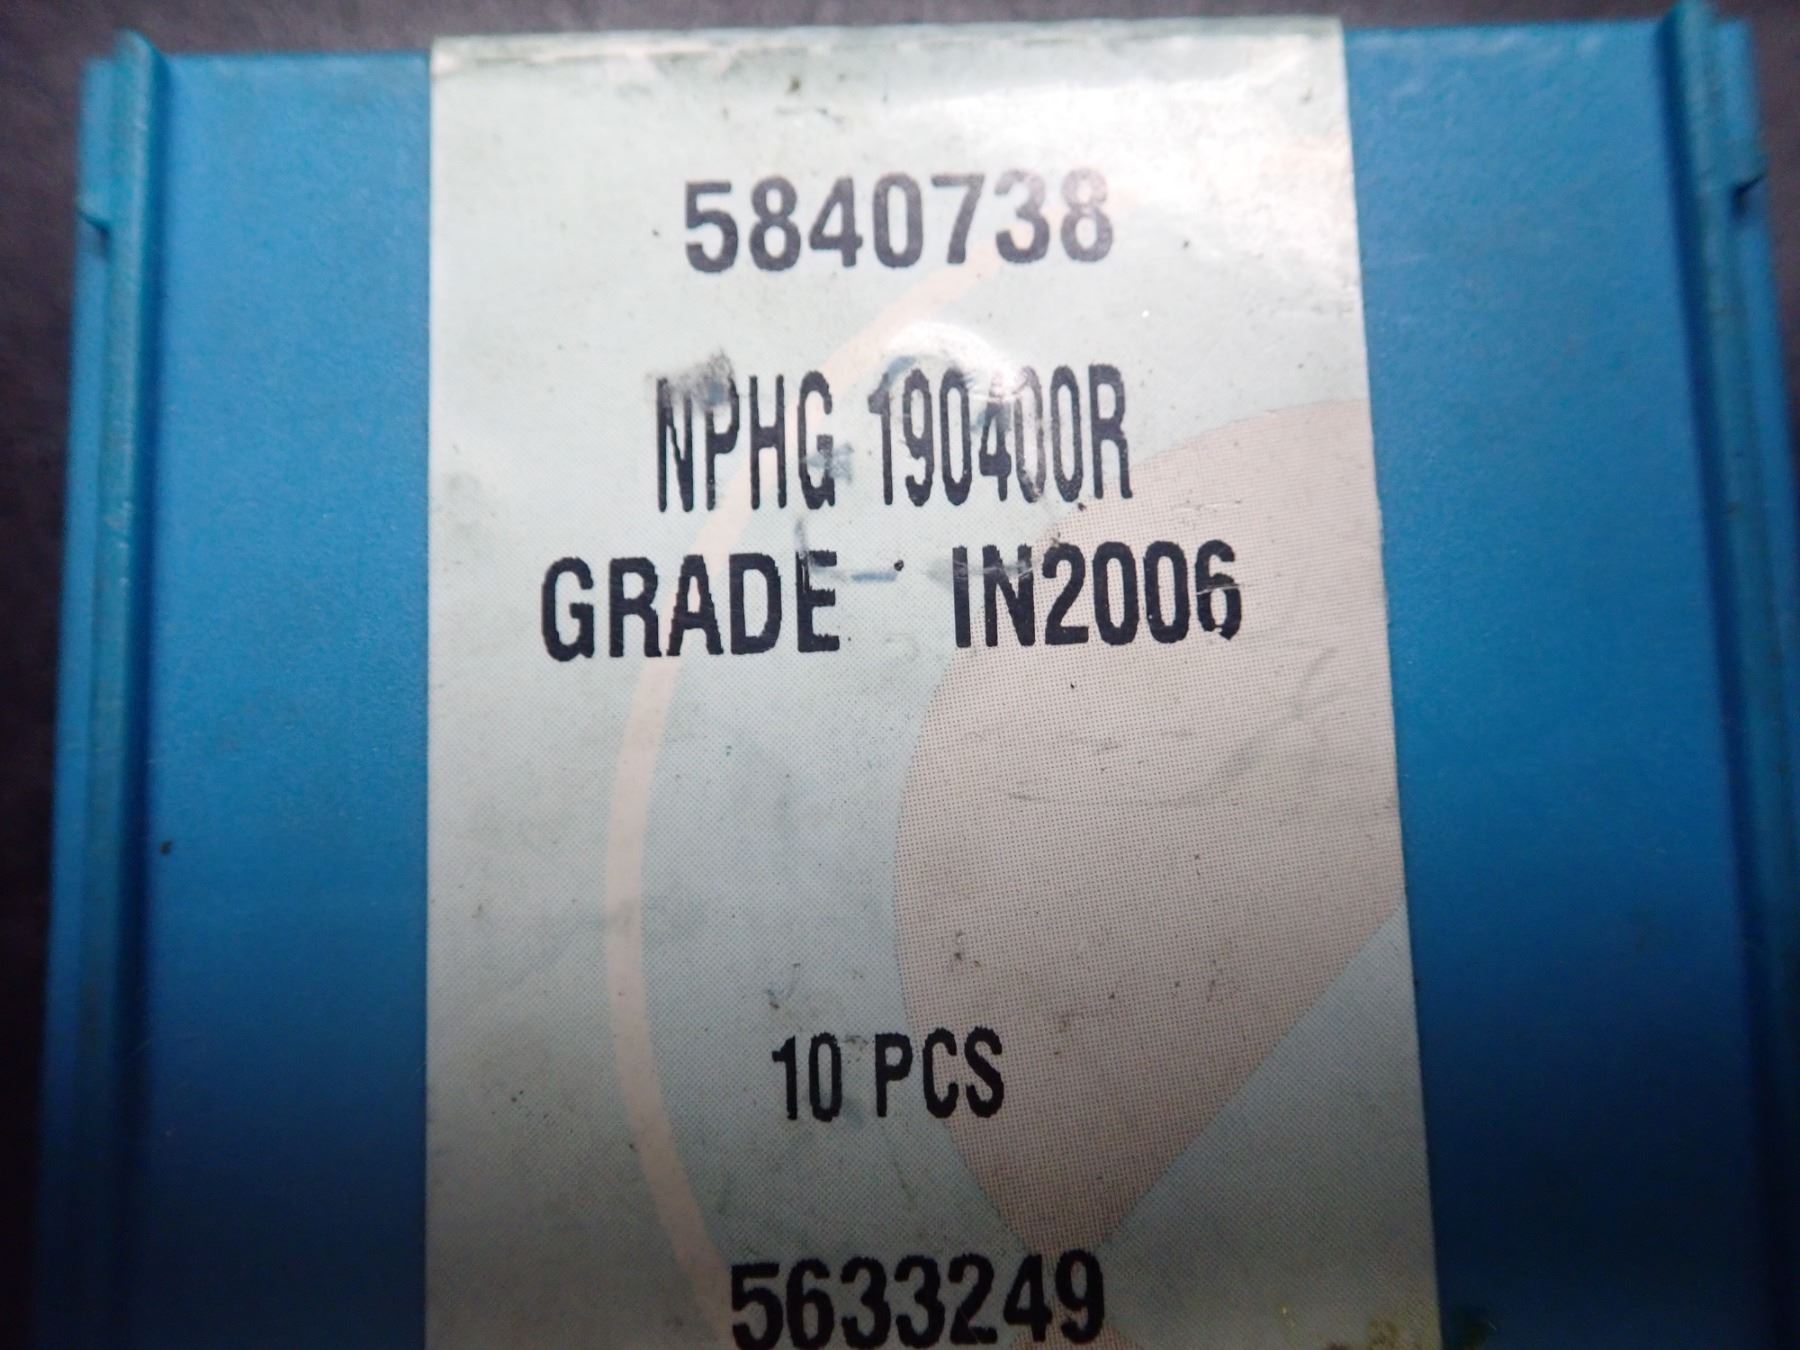 5840738
NPHG 190400R
GRADE IN2006
10 PCS
5633249